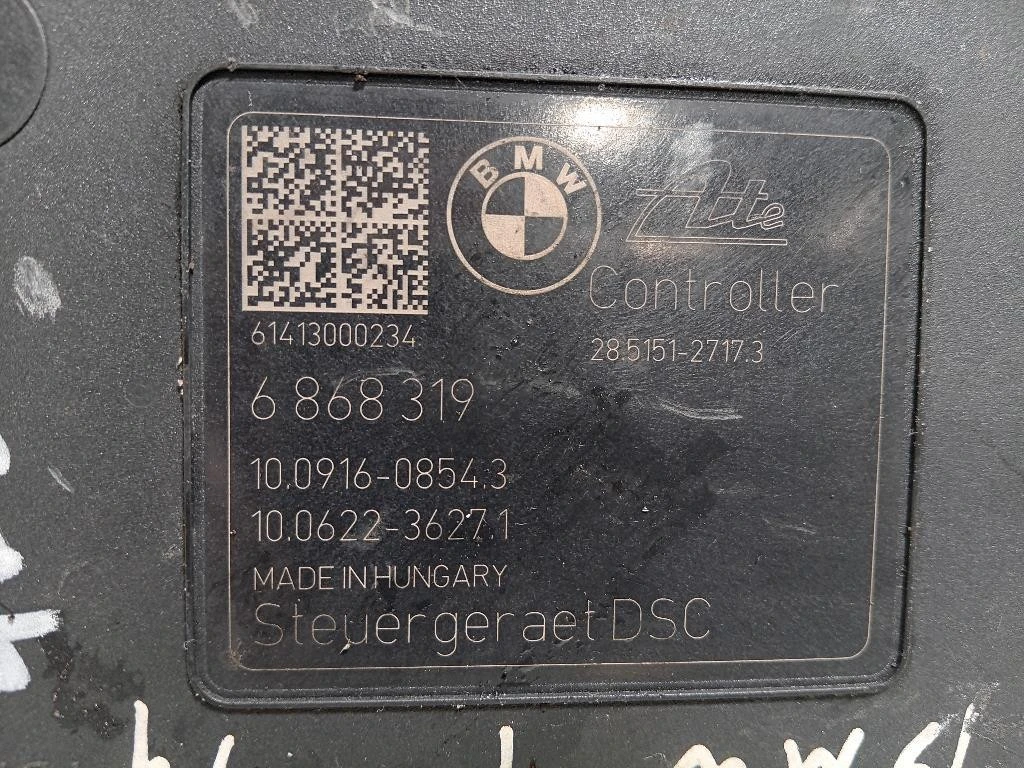 BMW
Ate
Controller
61413000234
28.5151-2717.3
6 868 319
10.0916-0854.3
10.0622-3627.1
MADE IN HUNGARY
Steuergeraet DSC